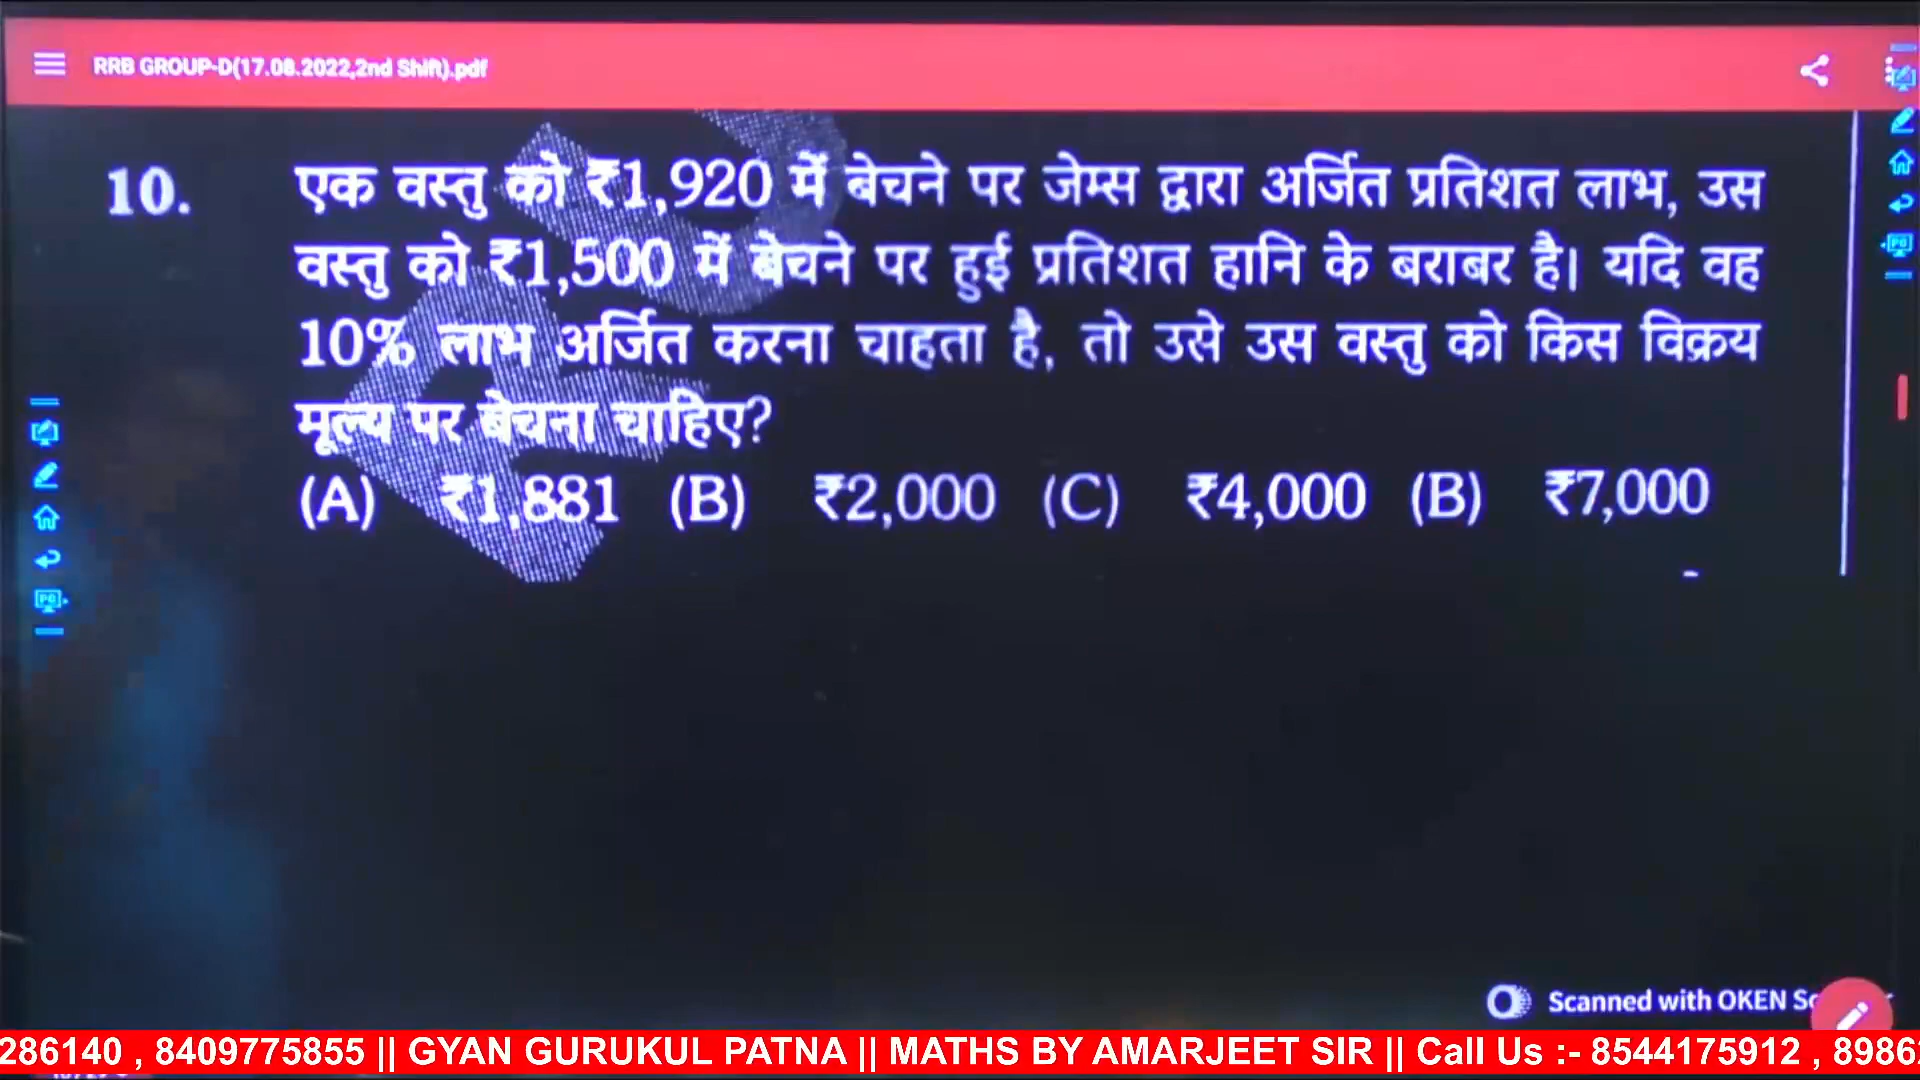 RRB GROUP-D(17.08.2022,2nd Shift).pdf
10. एक वस्तु को ₹1,920 में बेचने पर जेम्स द्वारा अर्जित प्रतिशत लाभ, उस
वस्तु को ₹1,500 में बेचने पर हुई प्रतिशत हानि के बराबर है। यदि वह
10% लाभ अर्जित करना चाहता है, तो उसे उस वस्तु को किस विक्रय
मूल्य पर बेचना चाहिए?
(A) ₹1,881 (B) ₹2,000 (C) ₹4,000 (B) ₹7,000
Scanned with OKEN
286140 , 8409775855 || GYAN GURUKUL PATNA || MATHS BY AMARJEET SIR || Call Us :- 8544175912 , 8986